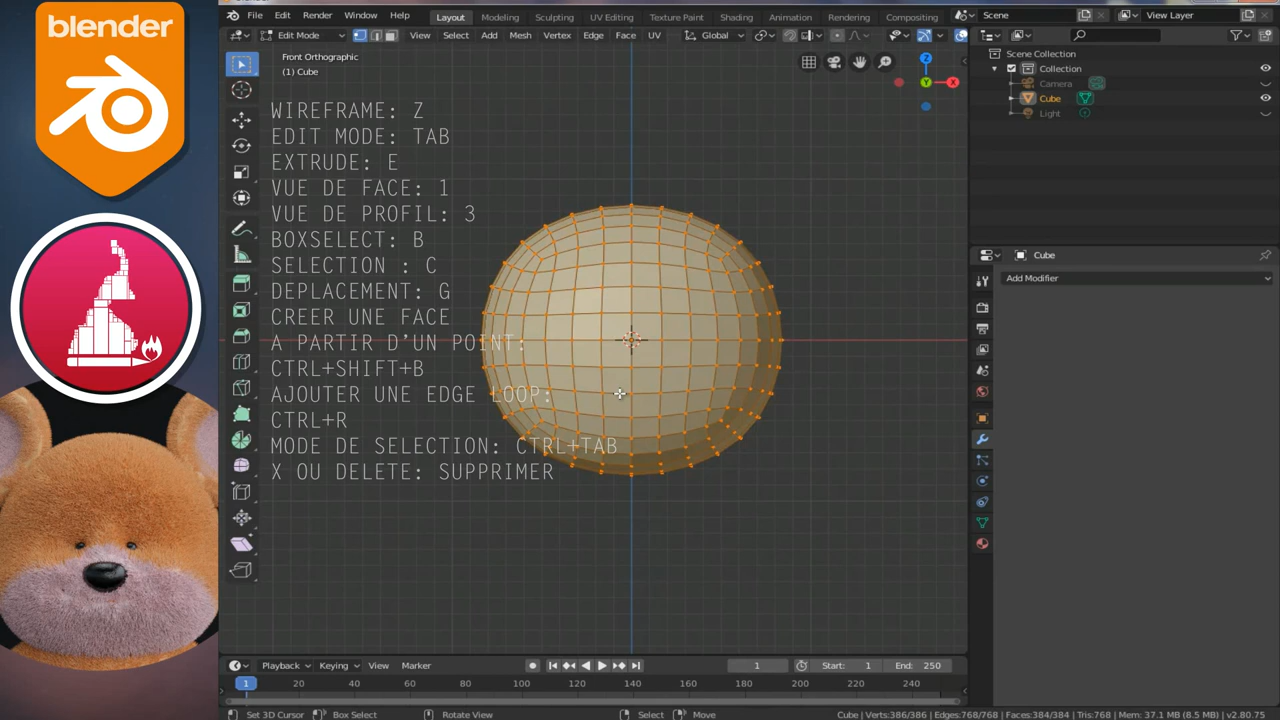 blender
File Edit Render Window Help Layout Modeling Sculpting UV Editing Texture Paint Shading Animation Rendering Compositing Scene View Layer
Edit Mode View Select Add Mesh Vertex Edge Face UV Global
Front Orthographic
(1) Cube
WIREFRAME: Z
EDIT MODE: TAB
EXTRUDE: E
VUE DE FACE: 1
VUE DE PROFIL: 3
BOXSELECT: B
SELECTION : C
DEPLACEMENT: G
CREER UNE FACE
A PARTIR D'UN POINT:
CTRL+SHIFT+B
AJOUTER UNE EDGE LOOP:
CTRL+R
MODE DE SELECTION: CTRL+TAB
X OU DELETE: SUPPRIMER
Z
X
Y
Scene Collection
Collection
Camera
Cube
Light
Cube
Add Modifier
Playback Keying View Marker 1 Start: 1 End: 250
1 20 40 60 80 100 120 140 160 180 200 220 240
Set 3D Cursor Box Select Rotate View Select Move Cube | Verts:386/386 | Edges:768/768 | Faces:384/384 | Tris:768 | Mem: 37.1 MB (8.5 MB) | v2.80.75